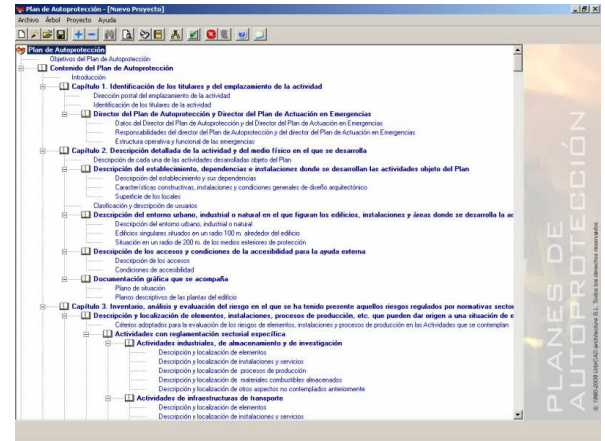 Plan de Autoprotección - [Nuevo Proyecto]
Archivo Árbol Proyecto Ayuda
Plan de Autoprotección
Objetivos del Plan de Autoprotección
Contenido del Plan de Autoprotección
Introducción
Capítulo 1. Identificación de los titulares y del emplazamiento de la actividad
Dirección postal del emplazamiento de la actividad
Identificación de los titulares de la actividad
Director del Plan de Autoprotección y Director del Plan de Actuación en Emergencias
Datos del Director del Plan de Autoprotección y del Director del Plan de Actuación en Emergencias
Responsabilidades del director del Plan de Autoprotección y del director del Plan de Actuación en Emergencias
Estructura operativa y funcional de las emergencias
Capítulo 2. Descripción detallada de la actividad y del medio físico en el que se desarrolla
Descripción de cada una de las actividades desarrolladas objeto del Plan
Descripción del establecimiento, dependencias e instalaciones donde se desarrollan las actividades objeto del Plan
Descripción del establecimiento y sus dependencias
Características constructivas, instalaciones y condiciones generales de diseño arquitectónico
Superficie de los locales
Clasificación y descripción de usuarios
Descripción del entorno urbano, industrial o natural en el que figuan los edificios, instalaciones y áreas donde se desarrolla la ac
Descripción del entorno urbano, industrial o natural
Edificios singulares situados en un radio 100 m. alrededor del edificio
Situación en un radio de 200 m. de los medios exteriores de protección
Descripción de los accesos y condiciones de la accesibilidad para la ayuda externa
Descripción de los accesos
Condiciones de accesibilidad
Documentación gráfica que se acompaña
Plano de situación
Planos descriptivos de las plantas del edificio
Capítulo 3. Inventario, análisis y evaluación del riesgo en el que se ha tenido presente aquellos riesgos regulados por normativas sector
Descripción y localización de elementos, instalaciones, procesos de producción, etc. que puedan dar origen a una situación de e
Criterios adoptados para la evaluación de los riesgos de elementos, instalaciones y procesos de producción en las Actividades que se contemplan
Actividades con reglamentación sectorial específica
Actividades industriales, de almacenamiento y de investigación
Descripción y localización de elementos
Descripción y localización de instalaciones y servicios
Descripción y localización de procesos de producción
Descripción y localización de materiales combustibles almacenados
Descripción y localización de otros aspectos no contemplados anteriormente
Actividades de infraestructuras de transporte
Descripción y localización de elementos
Descripción y localización de instalaciones y servicios
PLANES DE
AUTOPROTECCIÓN
© 1990-2008 UrbiCAD architecture S.L. Todos los derechos reservados